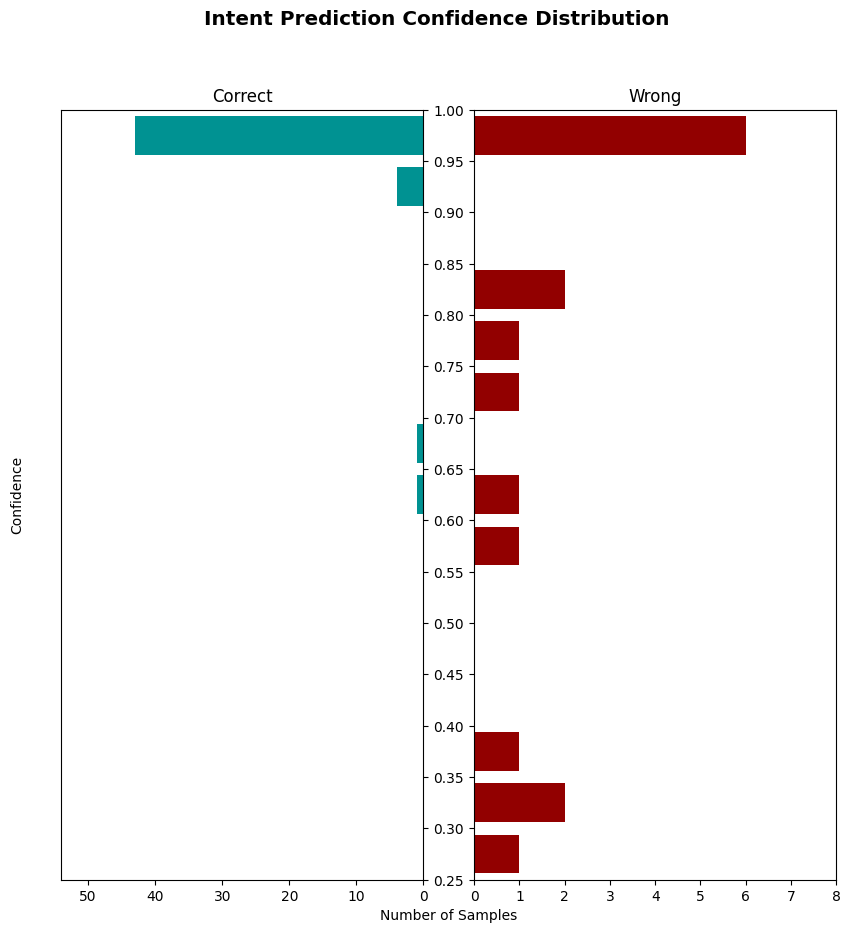 Intent Prediction Confidence Distribution
Correct
Wrong
Confidence
1.00
0.95
0.90
0.85
0.80
0.75
0.70
0.65
0.60
0.55
0.50
0.45
0.40
0.35
0.30
0.25
50 40 30 20 10 0
0 1 2 3 4 5 6 7 8
Number of Samples